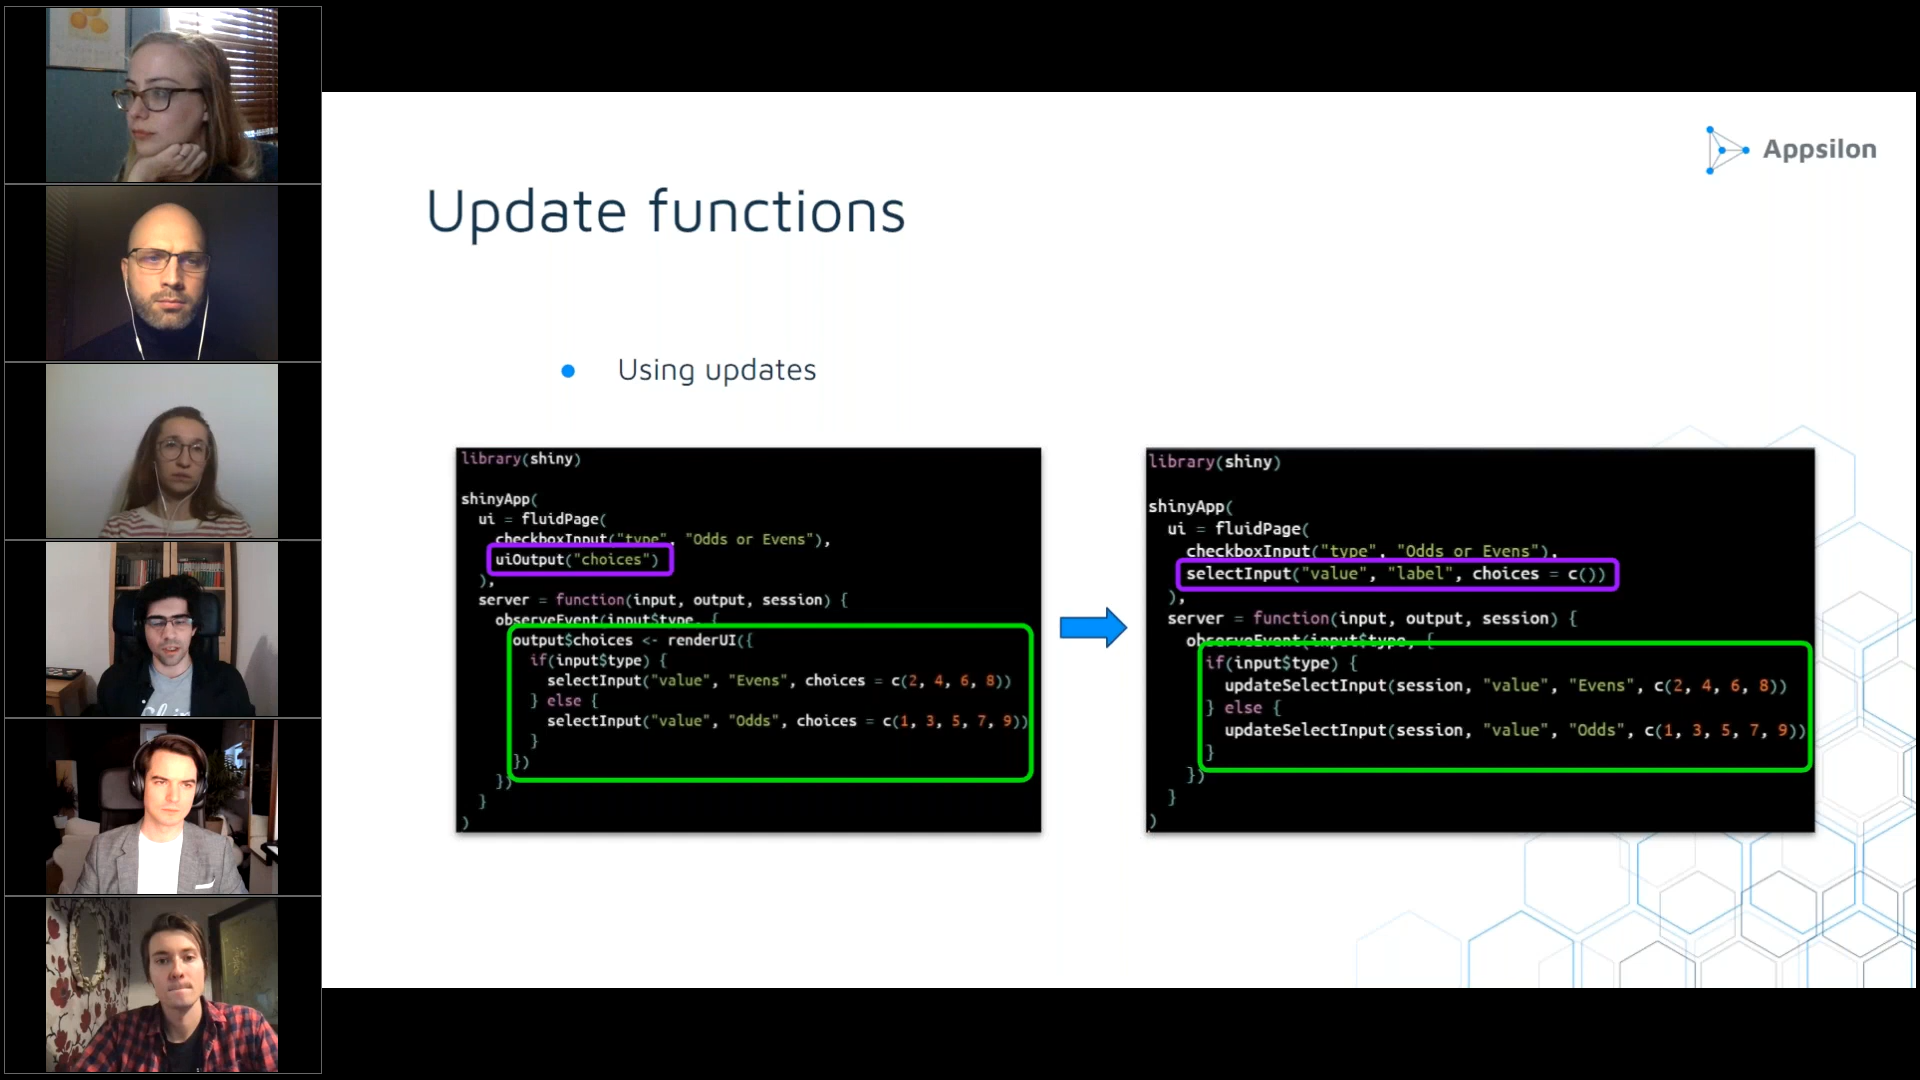 Appsilon
Update functions
Using updates
library(shiny)
shinyApp(
ui = fluidPage(
checkboxInput("type", "Odds or Evens"),
uiOutput("choices")
),
server = function(input, output, session) {
observeEvent(input$type, {
output$choices <- renderUI({
if(input$type) {
selectInput("value", "Evens", choices = c(2, 4, 6, 8))
} else {
selectInput("value", "Odds", choices = c(1, 3, 5, 7, 9))
}
})
})
}
)
library(shiny)
shinyApp(
ui = fluidPage(
checkboxInput("type", "Odds or Evens"),
selectInput("value", "label", choices = c())
),
server = function(input, output, session) {
observeEvent(input$type, {
if(input$type) {
updateSelectInput(session, "value", "Evens", c(2, 4, 6, 8))
} else {
updateSelectInput(session, "value", "Odds", c(1, 3, 5, 7, 9))
}
})
}
)